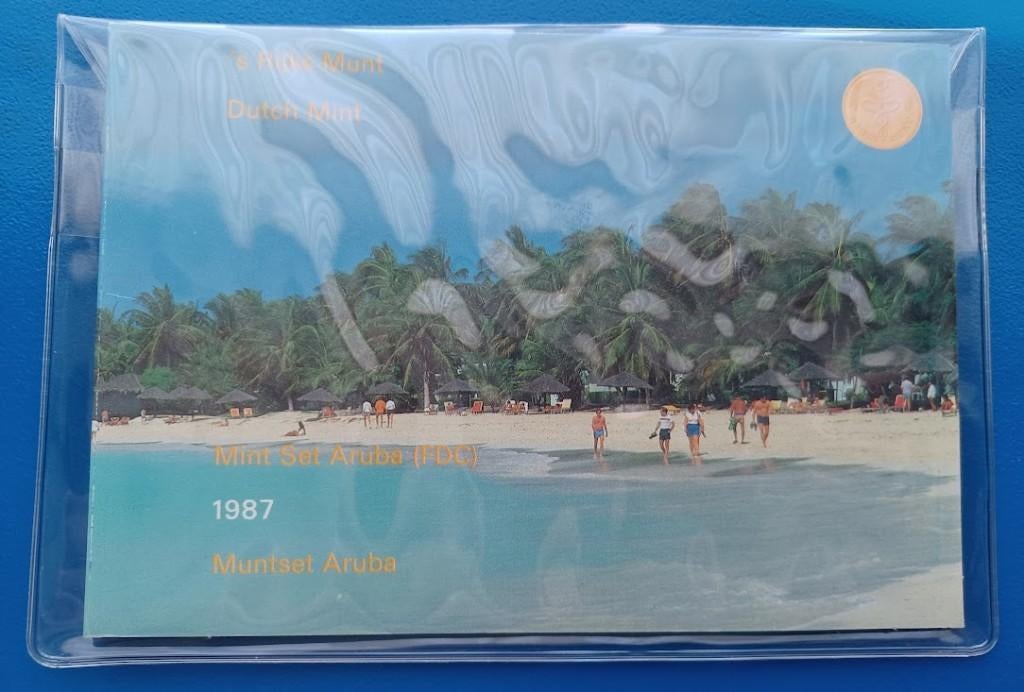 's Rijks Munt
Dutch Mint
Mint Set Aruba (FDC)
1987
Muntset Aruba